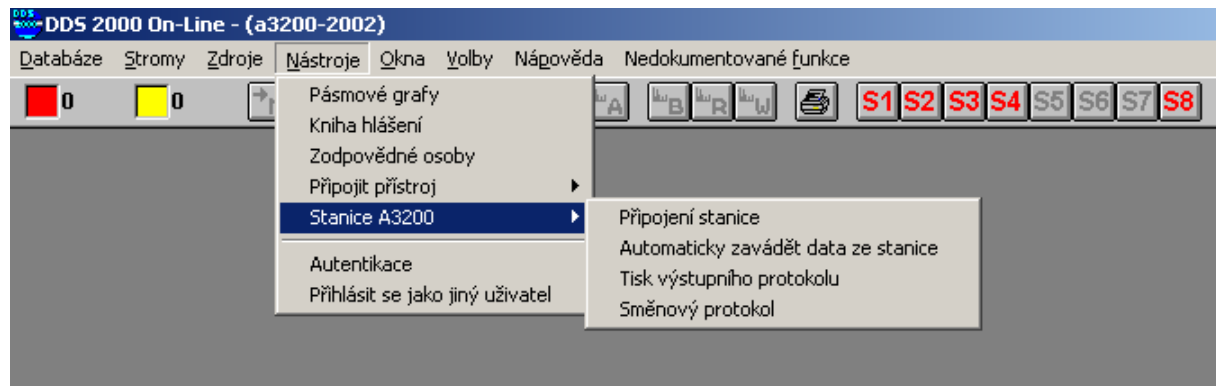 DDS 2000 On-Line - (a3200-2002)
Databáze Stromy Zdroje Nástroje Okna Volby Nápověda Nedokumentované funkce
0 0 A B R W S1 S2 S3 S4 S5 S6 S7 S8
Pásmové grafy
Kniha hlášení
Zodpovědné osoby
Připojit přístroj
Stanice A3200
Autentikace
Přihlásit se jako jiný uživatel
Připojení stanice
Automaticky zavádět data ze stanice
Tisk výstupního protokolu
Směnový protokol